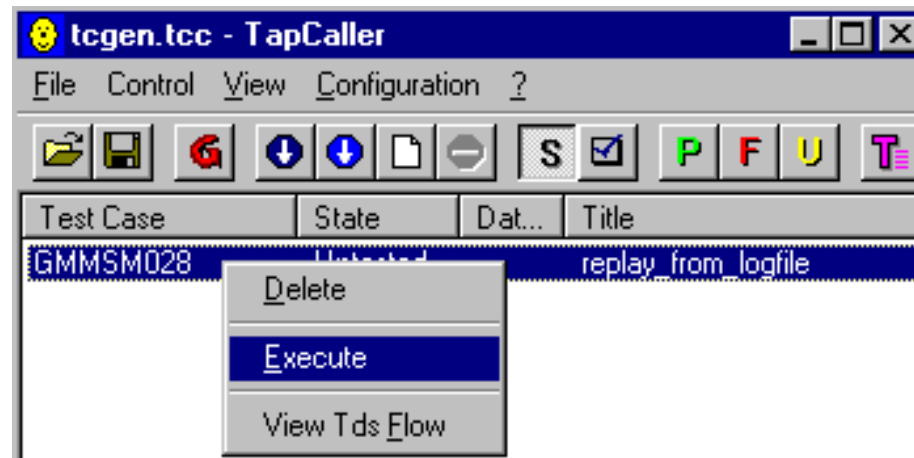 tcgen.tcc - TapCaller
File Control View Configuration ?
G S P F U T
Test Case State Dat... Title
GMMSM028 Untested replay_from_logfile
Delete
Execute
View Tds Flow